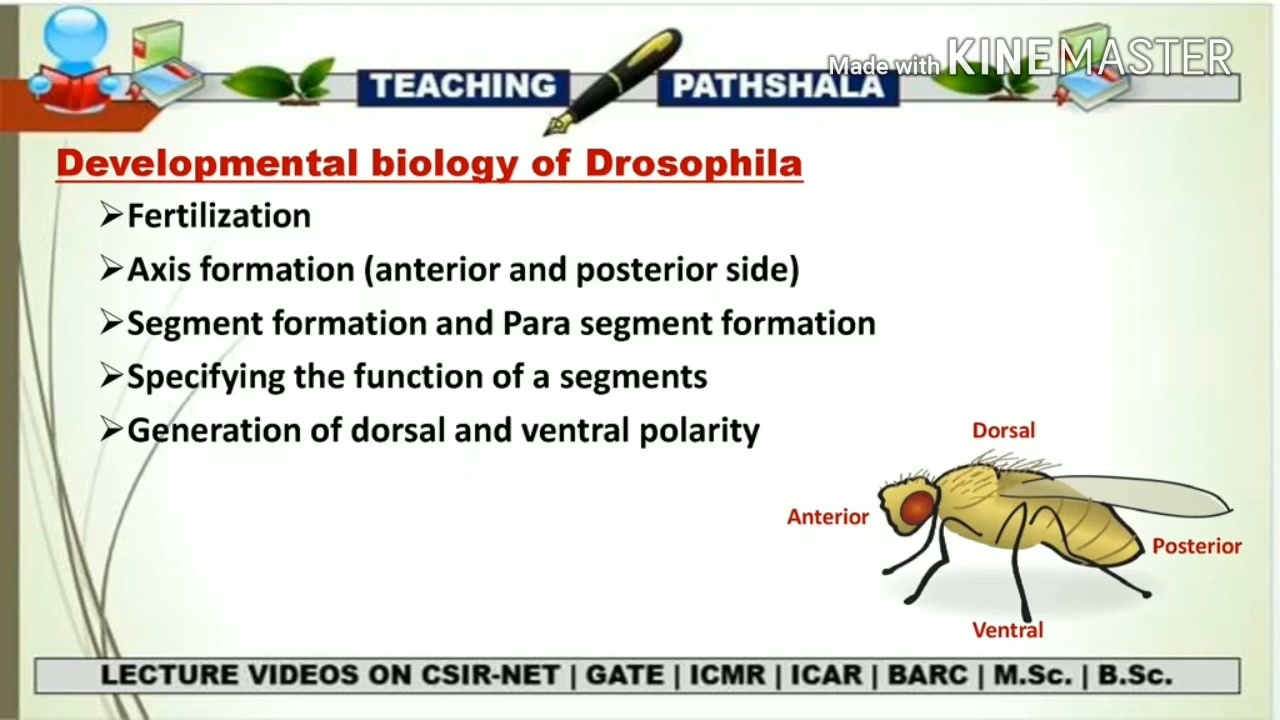 Made with KINEMASTER
TEACHING PATHSHALA
Developmental biology of Drosophila
➢Fertilization
➢Axis formation (anterior and posterior side)
➢Segment formation and Para segment formation
➢Specifying the function of a segments
➢Generation of dorsal and ventral polarity
Dorsal
Anterior
Posterior
Ventral
LECTURE VIDEOS ON CSIR-NET | GATE | ICMR | ICAR | BARC | M.Sc. | B.Sc.